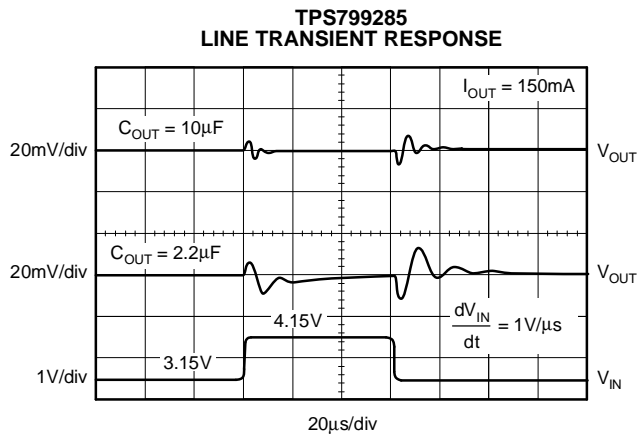 TPS799285
LINE TRANSIENT RESPONSE
I_OUT = 150mA
C_OUT = 10μF
20mV/div
V_OUT
C_OUT = 2.2μF
20mV/div
V_OUT
4.15V
dV_IN
dt
= 1V/μs
3.15V
1V/div
V_IN
20μs/div